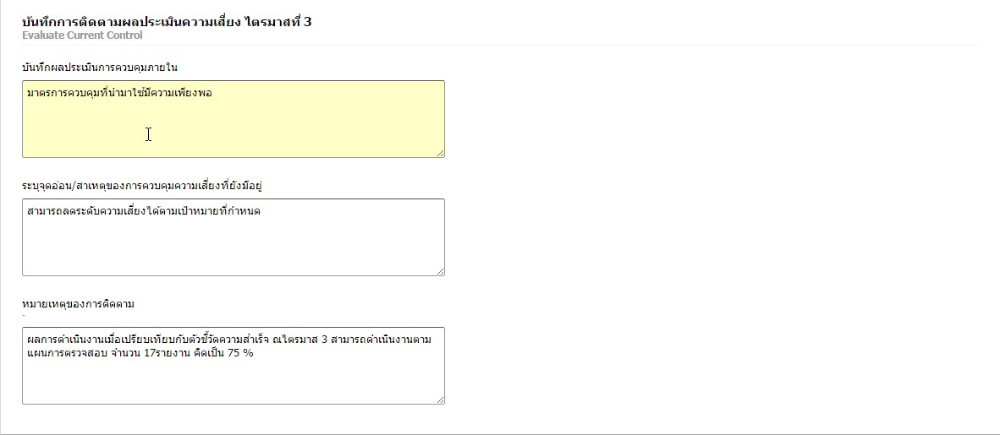 บันทึกการติดตามผลประเมินความเสี่ยง ไตรมาสที่ 3
Evaluate Current Control
บันทึกผลประเมินการควบคุมภายใน
มาตรการควบคุมที่นำมาใช้มีความเพียงพอ
ระบุจุดอ่อน/สาเหตุของการควบคุมความเสี่ยงที่ยังมีอยู่
สามารถลดระดับความเสี่ยงได้ตามเป้าหมายที่กำหนด
หมายเหตุของการติดตาม
-
ผลการดำเนินงานเมื่อเปรียบเทียบกับตัวชี้วัดความสำเร็จ ณไตรมาส 3 สามารถดำเนินงานตาม
แผนการตรวจสอบ จำนวน 17รายงาน คิดเป็น 75 %